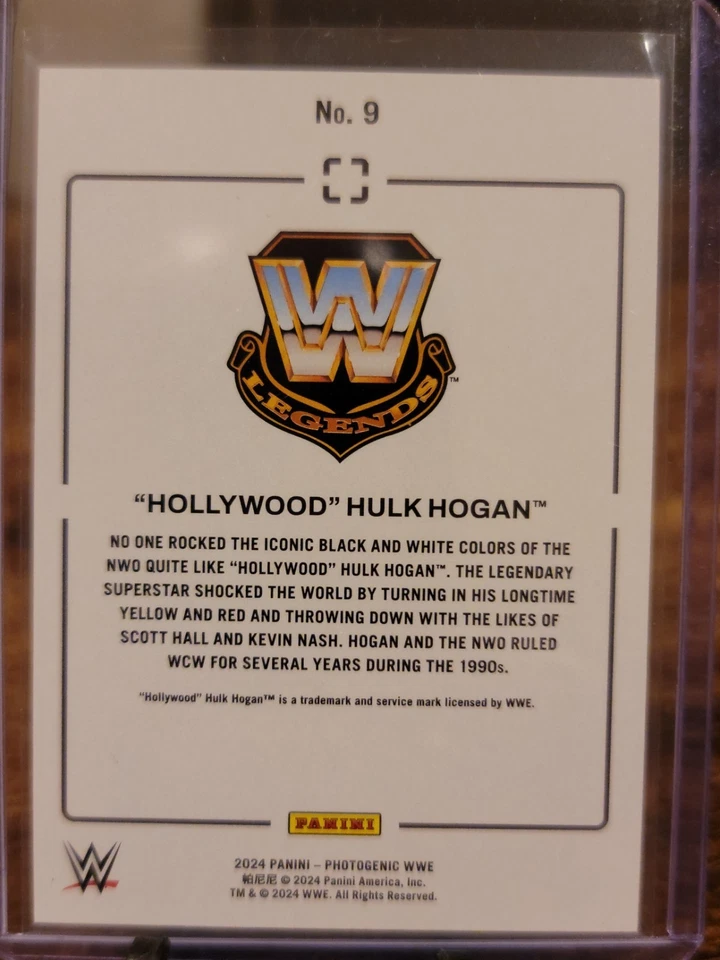 No. 9
W
LEGENDS™
“HOLLYWOOD” HULK HOGAN™
NO ONE ROCKED THE ICONIC BLACK AND WHITE COLORS OF THE
NWO QUITE LIKE “HOLLYWOOD” HULK HOGAN™. THE LEGENDARY
SUPERSTAR SHOCKED THE WORLD BY TURNING IN HIS LONGTIME
YELLOW AND RED AND THROWING DOWN WITH THE LIKES OF
SCOTT HALL AND KEVIN NASH. HOGAN AND THE NWO RULED
WCW FOR SEVERAL YEARS DURING THE 1990s.
"Hollywood" Hulk Hogan™ is a trademark and service mark licensed by WWE.
PANINI
W
2024 PANINI – PHOTOGENIC WWE
帕尼尼 © 2024 Panini America, Inc.
TM & © 2024 WWE. All Rights Reserved.